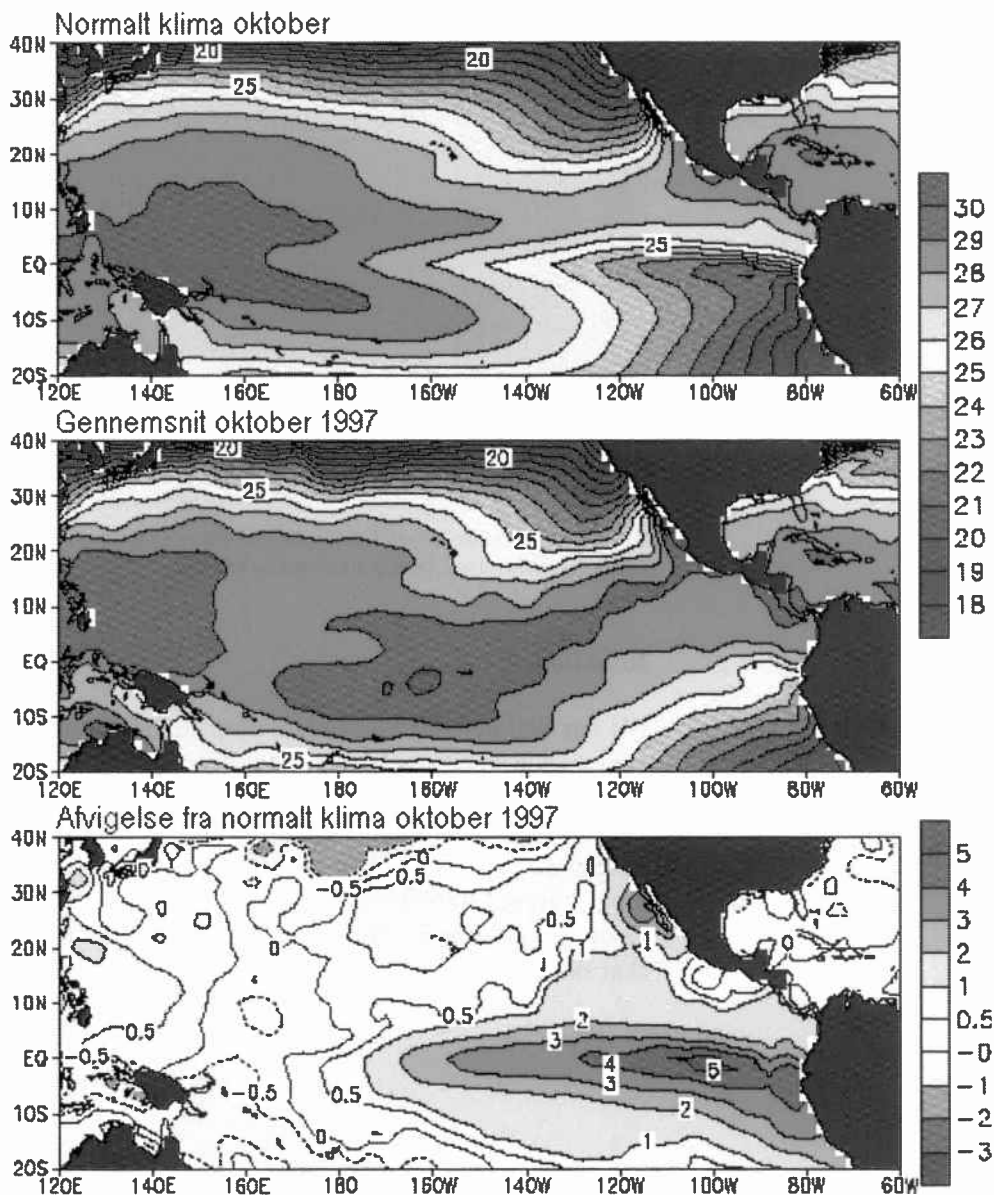 Normalt klima oktober
40N
30N
20N
10N
EQ
10S
20S
20
20
25
25
120E 140E 160E 180 160W 140W 120W 100W 80W 60W
30
29
28
27
26
25
24
23
22
21
20
19
18
Gennemsnit oktober 1997
40N
30N
20N
10N
EQ
10S
20S
20
20
25
25
25
120E 140E 160E 180 160W 140W 120W 100W 80W 60W
Afvigelse fra normalt klima oktober 1997
40N
30N
20N
10N
EQ
10S
20S
0
0
-0.5
0.5
0
0.5
1
1
0
0
0.5
0.5
2
3
-0.5
4
5
3
-0.5
0.5
2
0
1
120E 140E 160E 180 160W 140W 120W 100W 80W 60W
5
4
3
2
1
0.5
-0
-1
-2
-3